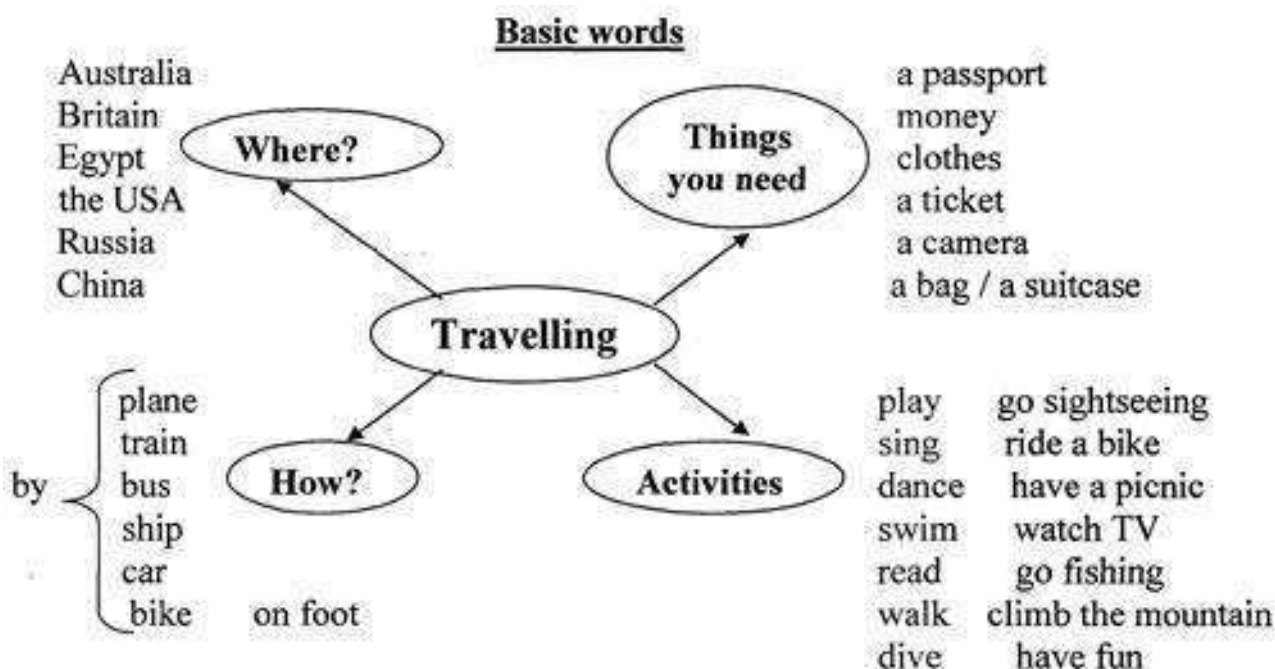 Basic words
Australia
Britain
Egypt
the USA
Russia
China
Where?
Things
you need
a passport
money
clothes
a ticket
a camera
a bag / a suitcase
Travelling
by
plane
train
bus
ship
car
bike on foot
How?
Activities
play go sightseeing
sing ride a bike
dance have a picnic
swim watch TV
read go fishing
walk climb the mountain
dive have fun